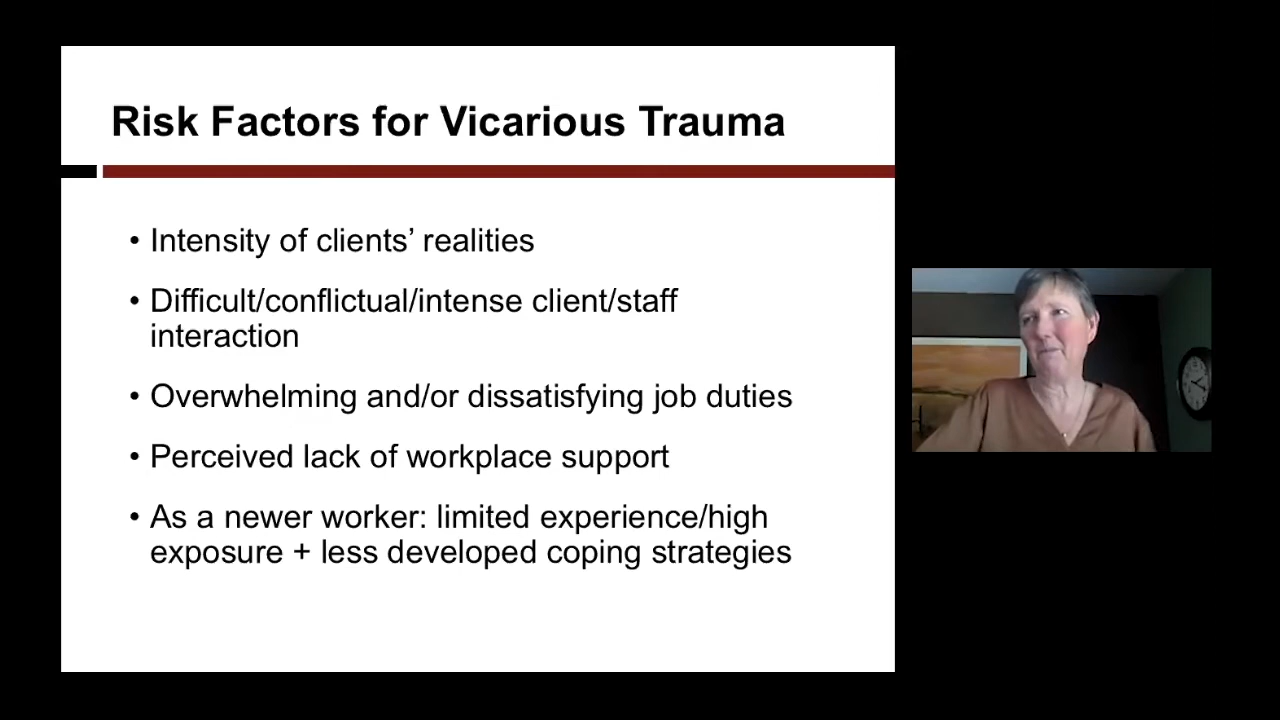 Risk Factors for Vicarious Trauma
• Intensity of clients’ realities
• Difficult/conflictual/intense client/staff
interaction
• Overwhelming and/or dissatisfying job duties
• Perceived lack of workplace support
• As a newer worker: limited experience/high
exposure + less developed coping strategies